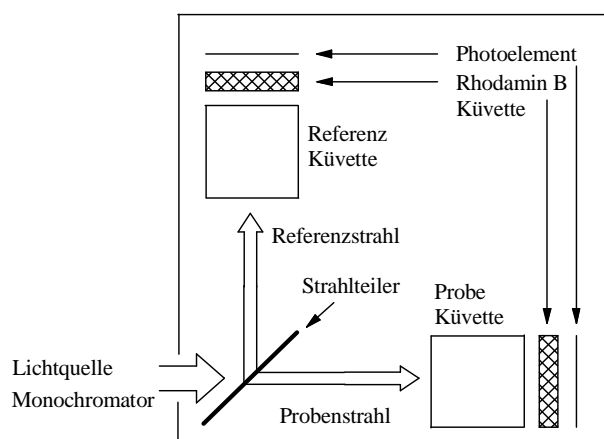 Photoelement
Rhodamin B
Küvette
Referenz
Küvette
Referenzstrahl
Strahlteiler
Probe
Küvette
Lichtquelle
Monochromator
Probenstrahl